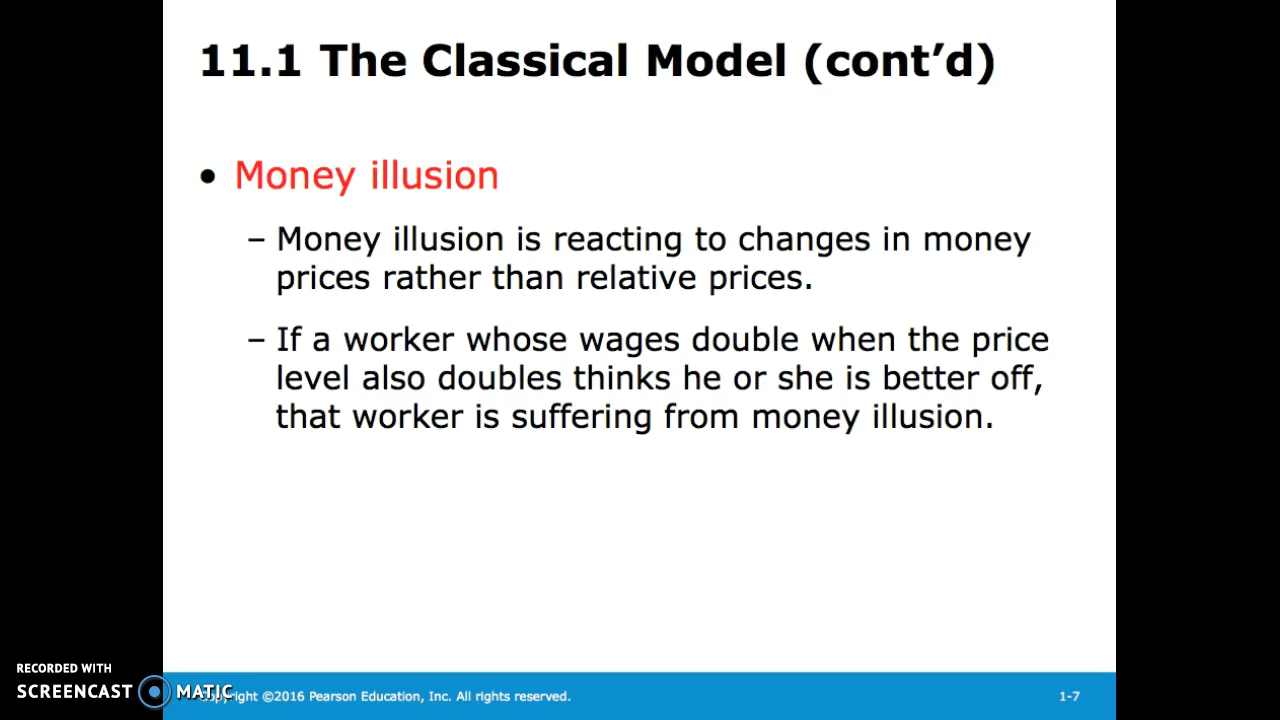 11.1 The Classical Model (cont’d)
• Money illusion
– Money illusion is reacting to changes in money
prices rather than relative prices.
– If a worker whose wages double when the price
level also doubles thinks he or she is better off,
that worker is suffering from money illusion.
RECORDED WITH
SCREENCAST MATIC
Copyright ©2016 Pearson Education, Inc. All rights reserved.
1-7